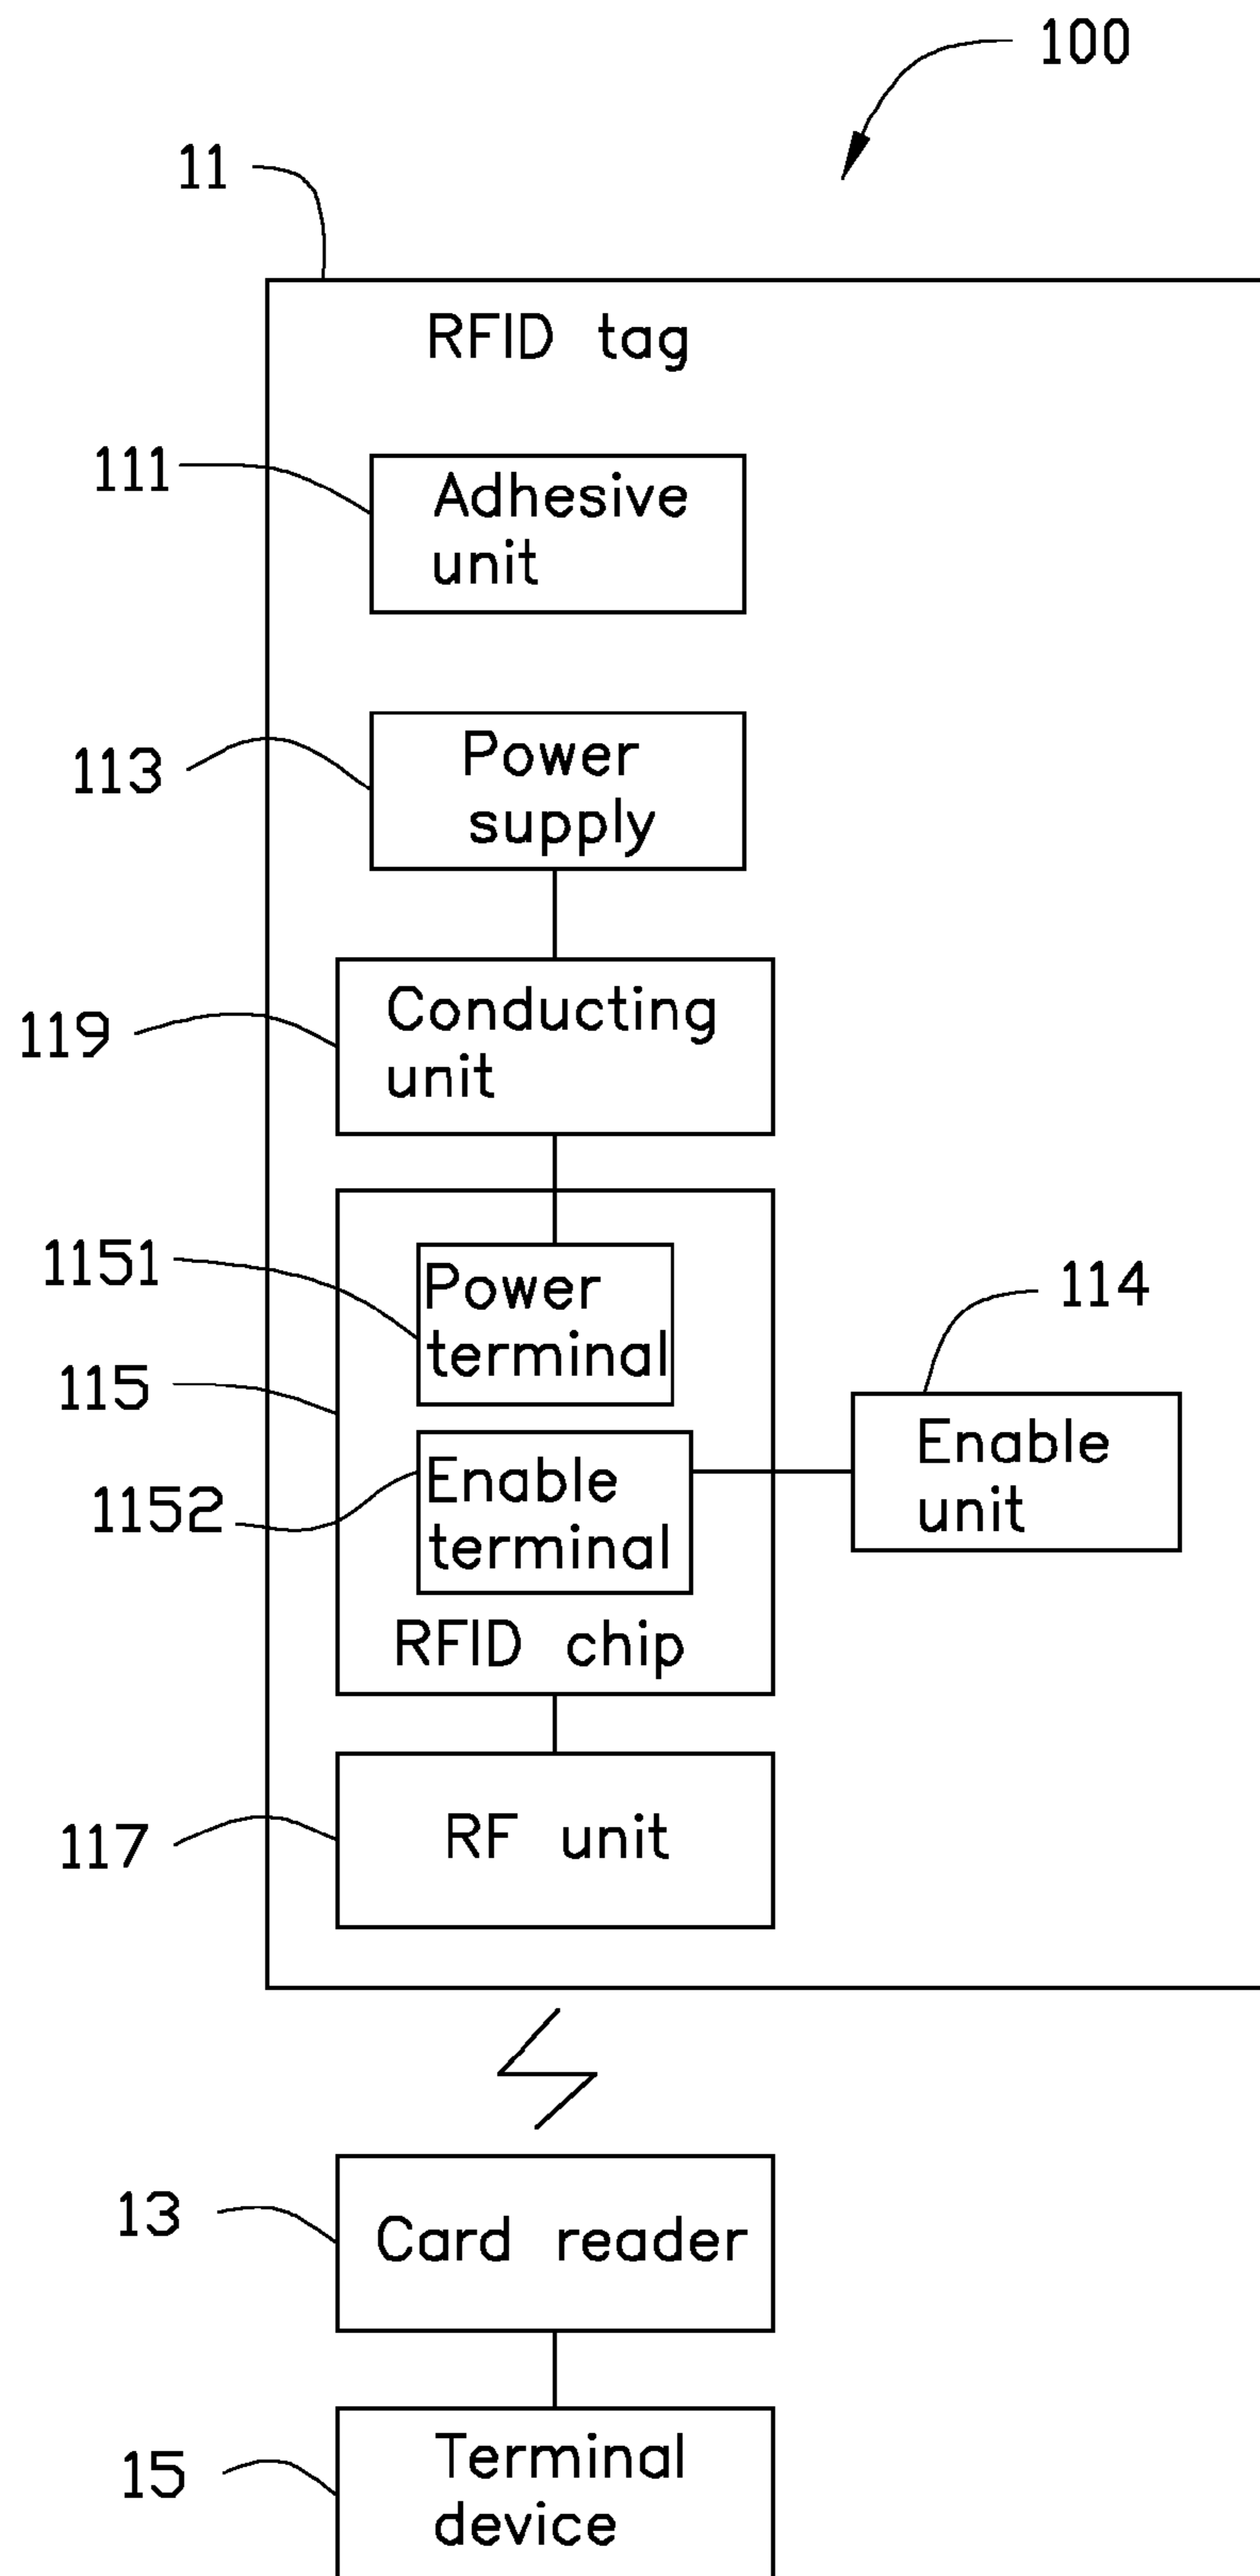 100
11
RFID tag
111
Adhesive
unit
113
Power
supply
119
Conducting
unit
1151
Power
terminal
114
115
Enable
unit
1152
Enable
terminal
RFID chip
117
RF unit
13
Card reader
15
Terminal
device